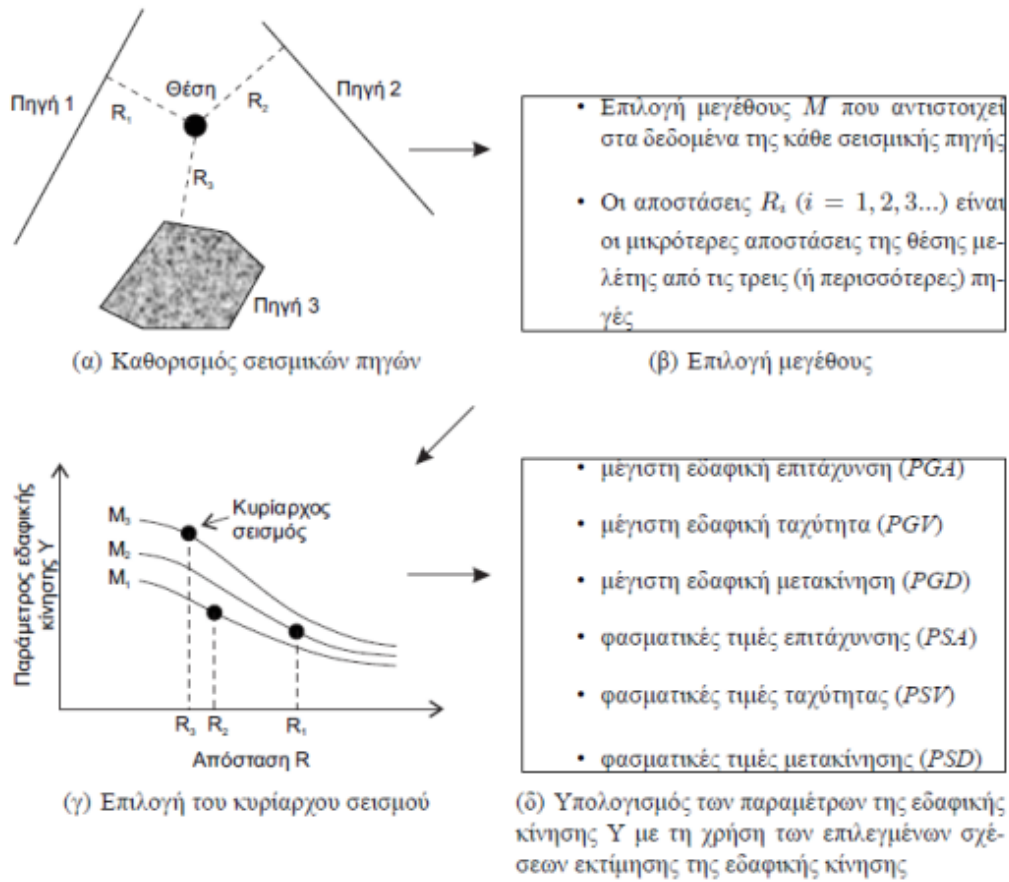 Πηγή 1
Θέση
Πηγή 2
R₁
R₂
R₃
Πηγή 3
(α) Καθορισμός σεισμικών πηγών
• Επιλογή μεγέθους M που αντιστοιχεί
στα δεδομένα της κάθε σεισμικής πηγής
• Οι αποστάσεις Rᵢ (i = 1, 2, 3...) είναι
οι μικρότερες αποστάσεις της θέσης με-
λέτης από τις τρεις (ή περισσότερες) πη-
γές
(β) Επιλογή μεγέθους
Παράμετρος εδαφικής
κίνησης Υ
M₃
M₂
M₁
Κυρίαρχος
σεισμός
R₃
R₂
R₁
Απόσταση R
(γ) Επιλογή του κυρίαρχου σεισμού
• μέγιστη εδαφική επιτάχυνση (PGA)
• μέγιστη εδαφική ταχύτητα (PGV)
• μέγιστη εδαφική μετακίνηση (PGD)
• φασματικές τιμές επιτάχυνσης (PSA)
• φασματικές τιμές ταχύτητας (PSV)
• φασματικές τιμές μετακίνησης (PSD)
(δ) Υπολογισμός των παραμέτρων της εδαφικής
κίνησης Υ με τη χρήση των επιλεγμένων σχέ-
σεων εκτίμησης της εδαφικής κίνησης